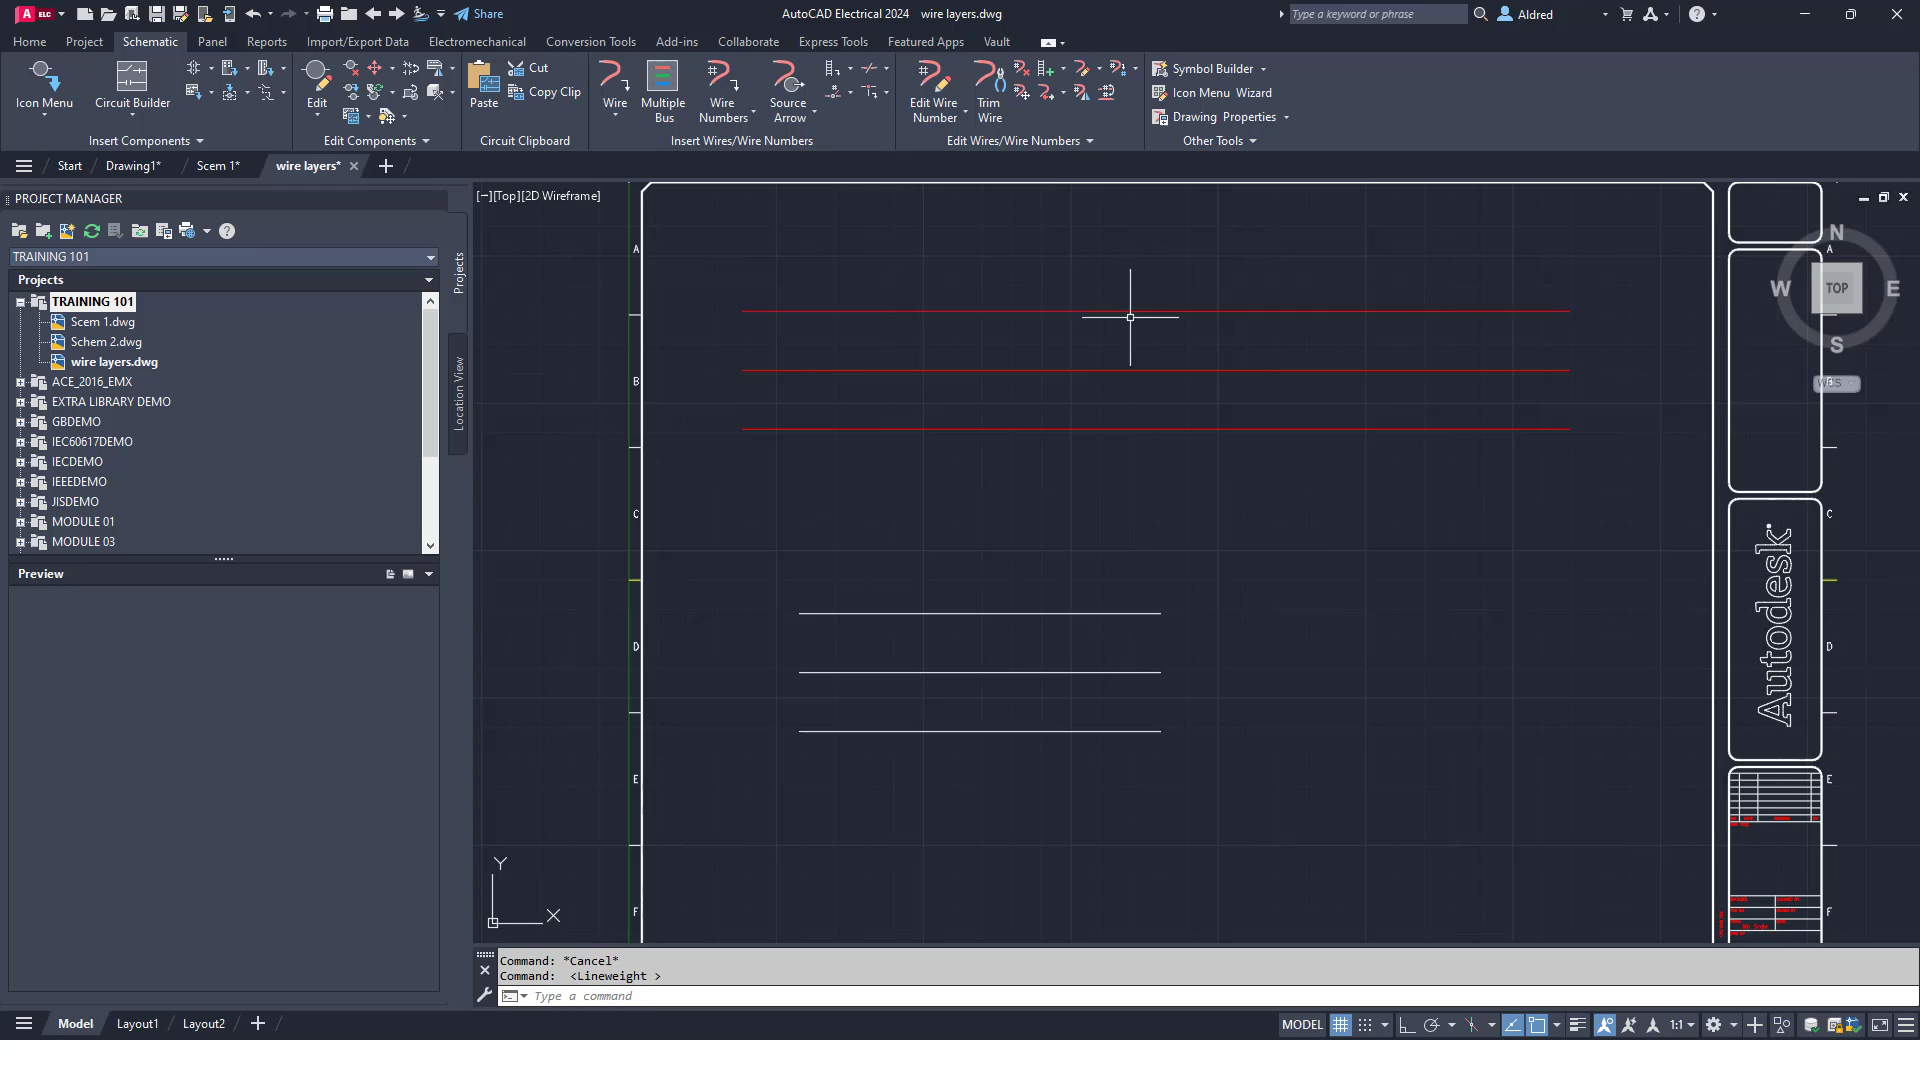 A ELC
Share
AutoCAD Electrical 2024 wire layers.dwg
Type a keyword or phrase
Aldred
Home Project Schematic Panel Reports Import/Export Data Electromechanical Conversion Tools Add-ins Collaborate Express Tools Featured Apps Vault
Icon Menu
Circuit Builder
Edit
Paste
Cut
Copy Clip
Wire
Multiple Bus
Wire Numbers
Source Arrow
Edit Wire Number
Trim Wire
Symbol Builder
Icon Menu Wizard
Drawing Properties
Insert Components Edit Components Circuit Clipboard Insert Wires/Wire Numbers Edit Wires/Wire Numbers Other Tools
Start Drawing1* Scem 1* wire layers*
PROJECT MANAGER
TRAINING 101
Projects
TRAINING 101
Scem 1.dwg
Schem 2.dwg
wire layers.dwg
ACE_2016_EMX
EXTRA LIBRARY DEMO
GBDEMO
IEC60617DEMO
IECDEMO
IEEEDEMO
JISDEMO
MODULE 01
MODULE 03
Preview
Projects
Location View
[−][Top][2D Wireframe]
A
B
C
D
E
F
N
W TOP E
S
WCS
A
C
D
E
F
Autodesk
Y
X
Command: *Cancel*
Command: <Lineweight >
Type a command
Model Layout1 Layout2
MODEL
1:1